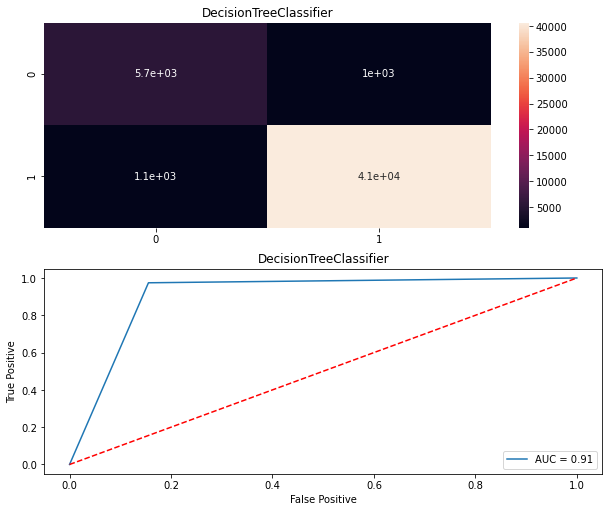 DecisionTreeClassifier
0
5.7e+03
1e+03
1
1.1e+03
4.1e+04
0
1
40000
35000
30000
25000
20000
15000
10000
5000
DecisionTreeClassifier
True Positive
1.0
0.8
0.6
0.4
0.2
0.0
AUC = 0.91
0.0
0.2
0.4
0.6
0.8
1.0
False Positive